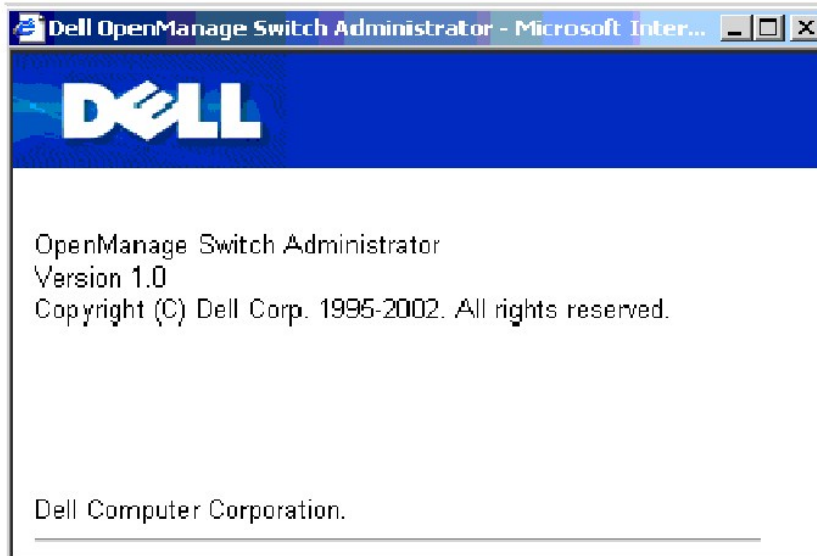 Dell OpenManage Switch Administrator - Microsoft Inter...
DELL
OpenManage Switch Administrator
Version 1.0
Copyright (C) Dell Corp. 1995-2002. All rights reserved.
Dell Computer Corporation.